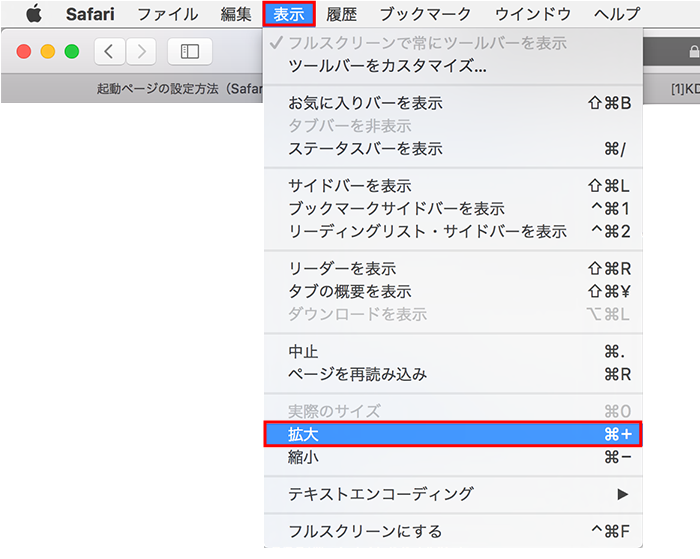 Safari ファイル 編集 表示 履歴 ブックマーク ウインドウ ヘルプ
起動ページの設定方法（Safar
[1]KD
✓フルスクリーンで常にツールバーを表示
ツールバーをカスタマイズ...
お気に入りバーを表示 ⇧⌘B
タブバーを非表示
ステータスバーを表示 ⌘/
サイドバーを表示 ⇧⌘L
ブックマークサイドバーを表示 ^⌘1
リーディングリスト・サイドバーを表示 ^⌘2
リーダーを表示 ⇧⌘R
タブの概要を表示 ⇧⌘¥
ダウンロードを表示 ⌥⌘L
中止 ⌘.
ページを再読み込み ⌘R
実際のサイズ ⌘0
拡大 ⌘+
縮小 ⌘−
テキストエンコーディング ▶
フルスクリーンにする ^⌘F